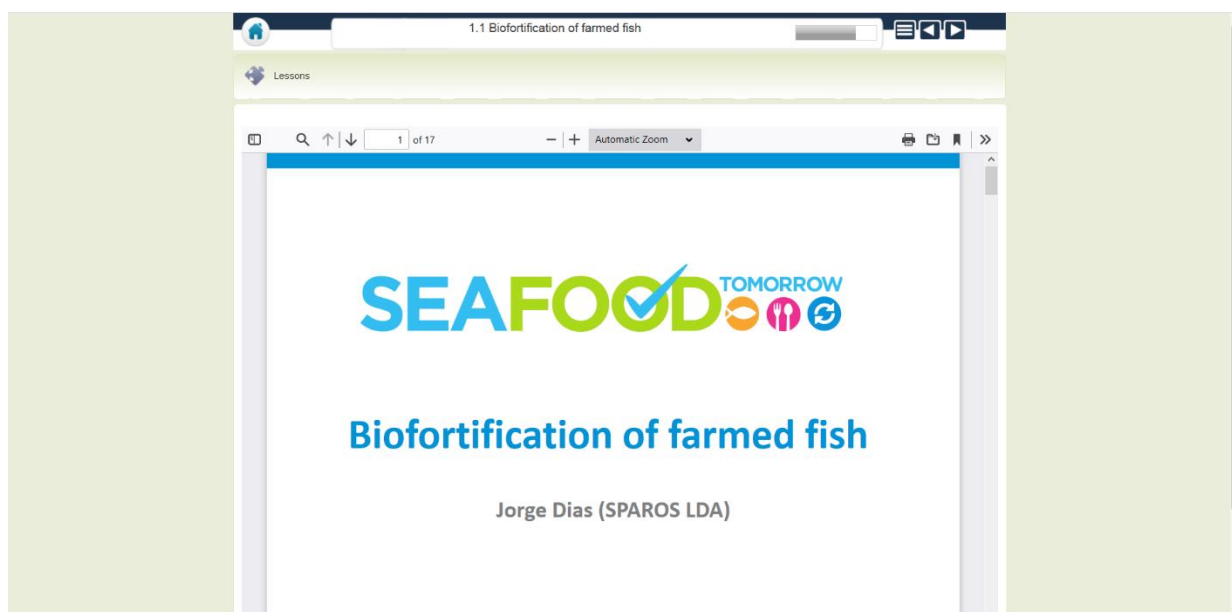 1.1 Biofortification of farmed fish
Lessons
1 of 17 Automatic Zoom
SEAFOOD TOMORROW
Biofortification of farmed fish
Jorge Dias (SPAROS LDA)